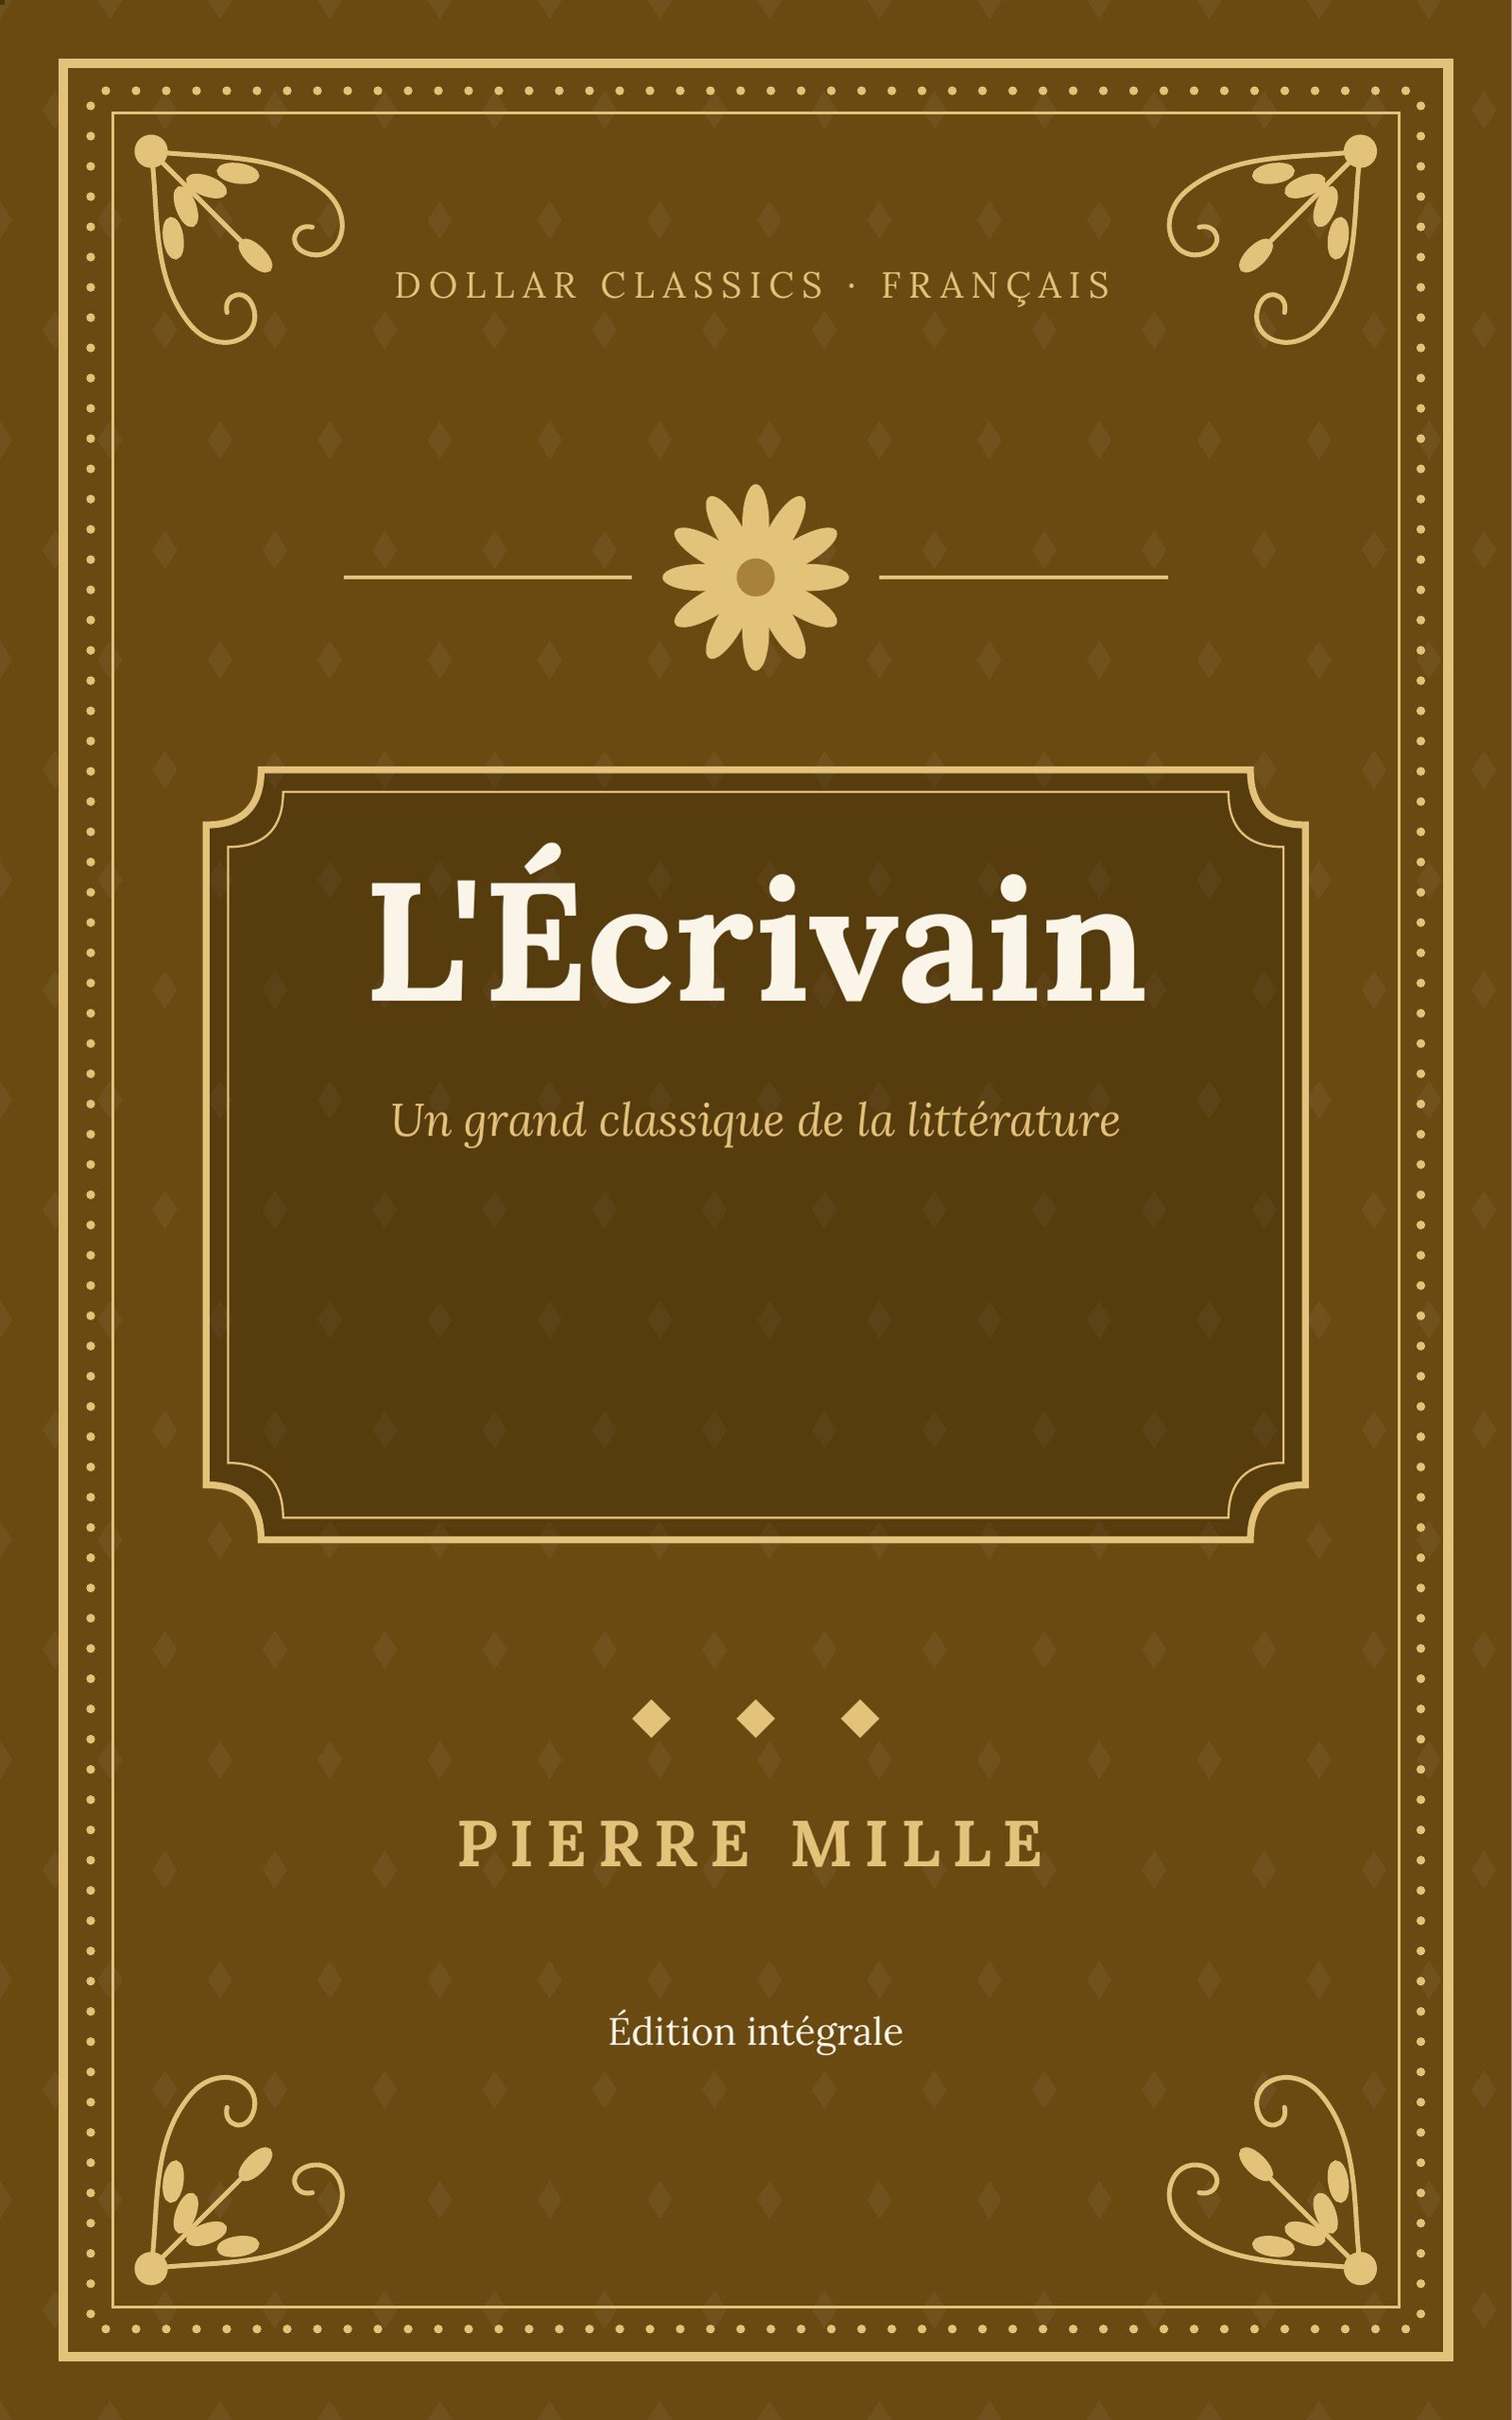 DOLLAR CLASSICS · FRANÇAIS
L'Écrivain
Un grand classique de la littérature
PIERRE MILLE
Édition intégrale